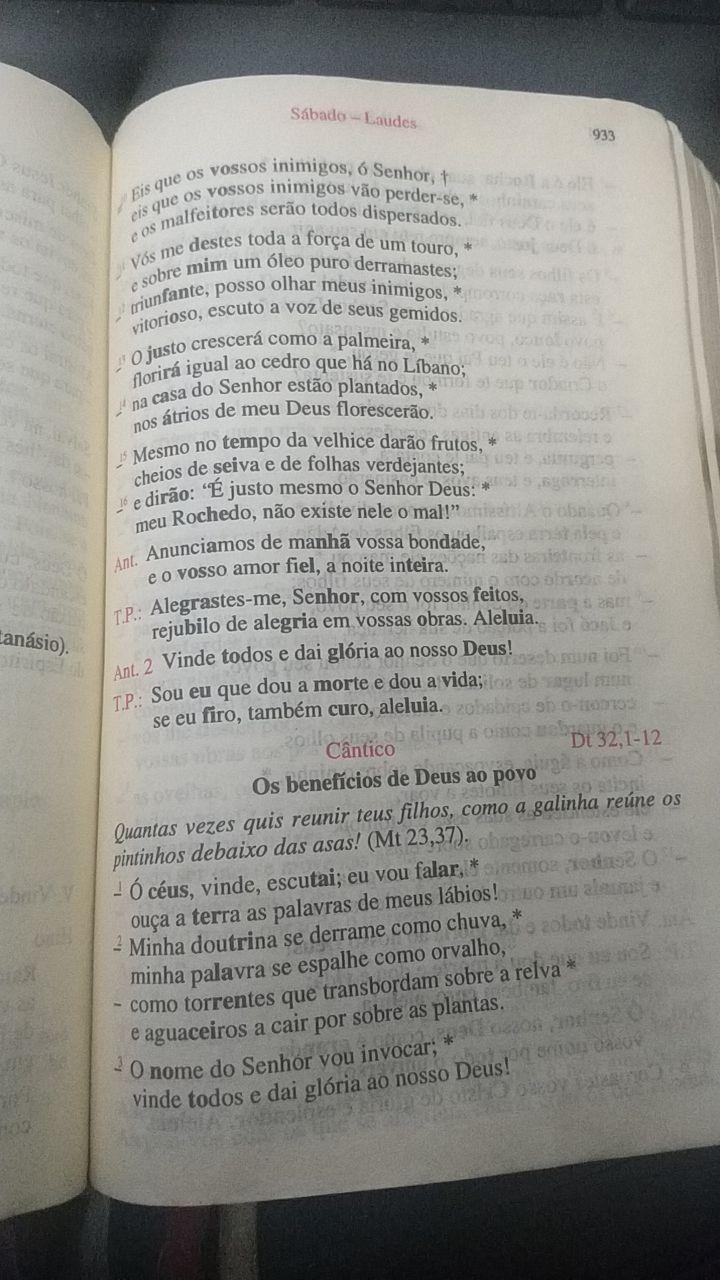 Sábado – Laudes
933
Eis que os vossos inimigos, ó Senhor, †
eis que os vossos inimigos vão perder-se, *
e os malfeitores serão todos dispersados.
Vós me destes toda a força de um touro, *
e sobre mim um óleo puro derramastes;
– triunfante, posso olhar meus inimigos, *
vitorioso, escuto a voz de seus gemidos.
–13 O justo crescerá como a palmeira, *
florirá igual ao cedro que há no Líbano;
–14 na casa do Senhor estão plantados, *
nos átrios de meu Deus florescerão.
–15 Mesmo no tempo da velhice darão frutos, *
cheios de seiva e de folhas verdejantes;
–16 e dirão: “É justo mesmo o Senhor Deus: *
meu Rochedo, não existe nele o mal!”
Ant. Anunciamos de manhã vossa bondade,
e o vosso amor fiel, a noite inteira.
T.P.: Alegrastes-me, Senhor, com vossos feitos,
rejubilo de alegria em vossas obras. Aleluia.
Ant. 2 Vinde todos e dai glória ao nosso Deus!
T.P.: Sou eu que dou a morte e dou a vida;
se eu firo, também curo, aleluia.
Cântico Dt 32,1-12
Os benefícios de Deus ao povo
Quantas vezes quis reunir teus filhos, como a galinha reúne os
pintinhos debaixo das asas! (Mt 23,37).
–1 Ó céus, vinde, escutai; eu vou falar, *
ouça a terra as palavras de meus lábios!
–2 Minha doutrina se derrame como chuva, *
minha palavra se espalhe como orvalho,
– como torrentes que transbordam sobre a relva *
e aguaceiros a cair por sobre as plantas.
–3 O nome do Senhor vou invocar; *
vinde todos e dai glória ao nosso Deus!
tanásio).